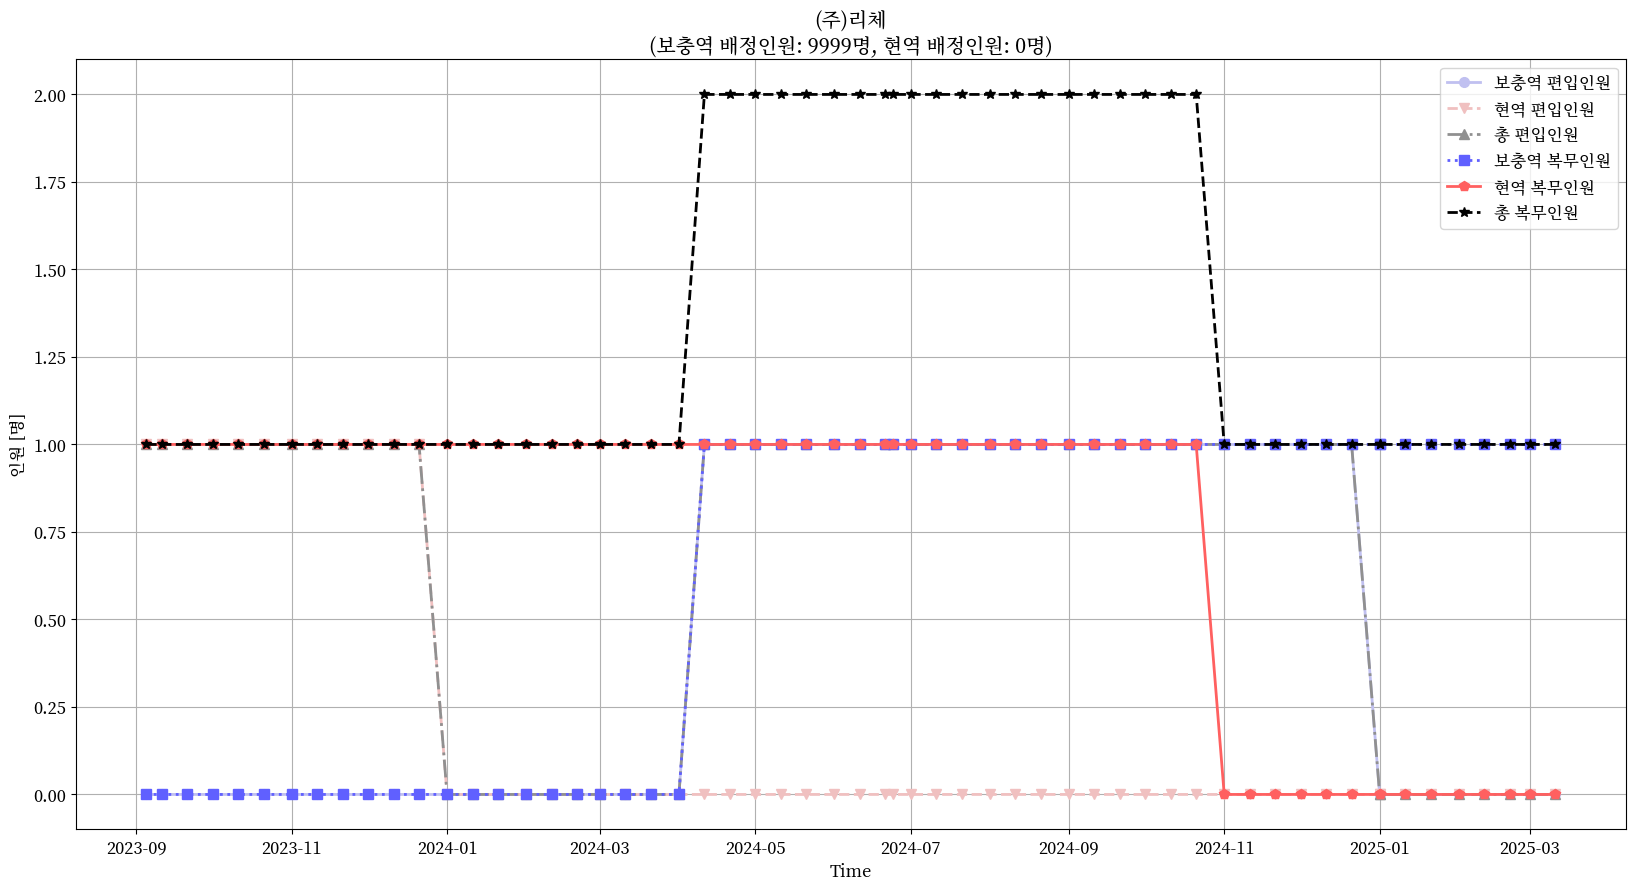 (주)리체
(보충역 배정인원: 9999명, 현역 배정인원: 0명)
보충역 편입인원
현역 편입인원
총 편입인원
보충역 복무인원
현역 복무인원
총 복무인원
인원 [명]
2.00
1.75
1.50
1.25
1.00
0.75
0.50
0.25
0.00
2023-09 2023-11 2024-01 2024-03 2024-05 2024-07 2024-09 2024-11 2025-01 2025-03
Time